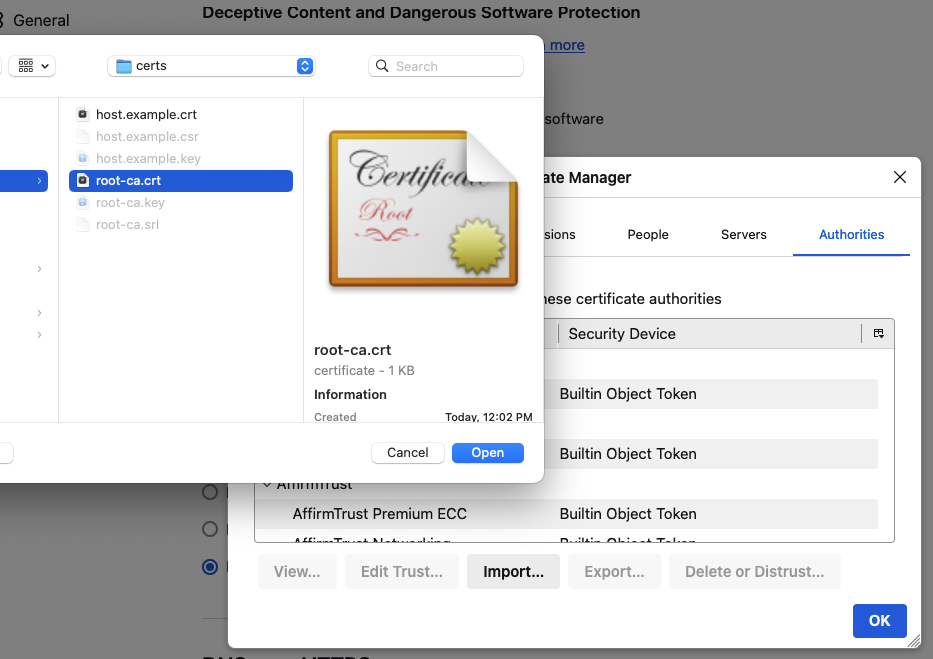 General
Deceptive Content and Dangerous Software Protection
more
software
certs
Search
host.example.crt
host.example.csr
host.example.key
root-ca.crt
root-ca.key
root-ca.srl
Certificate
Root
root-ca.crt
certificate - 1 KB
Information
Created Today, 12:02 PM
Cancel
Open
Manager
People
Servers
Authorities
certificate authorities
Security Device
Builtin Object Token
Builtin Object Token
AffirmTrust
AffirmTrust Premium ECC Builtin Object Token
AffirmTrust Networking Builtin Object Token
View...
Edit Trust...
Import...
Export...
Delete or Distrust...
OK